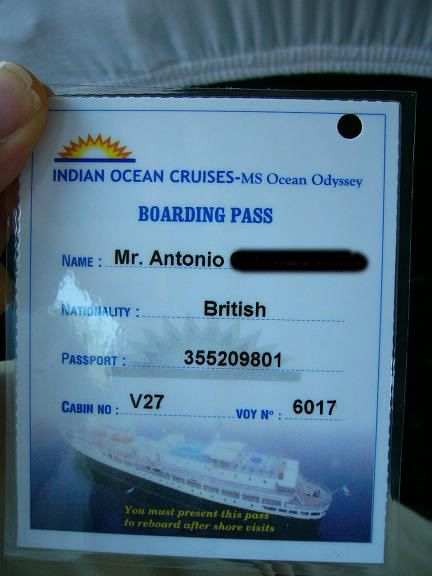 INDIAN OCEAN CRUISES-MS Ocean Odyssey
BOARDING PASS
NAME : Mr. Antonio
NATIONALITY : British
PASSPORT : 355209801
CABIN NO : V27 VOY Nº : 6017
You must present this pass
to reboard after shore visits